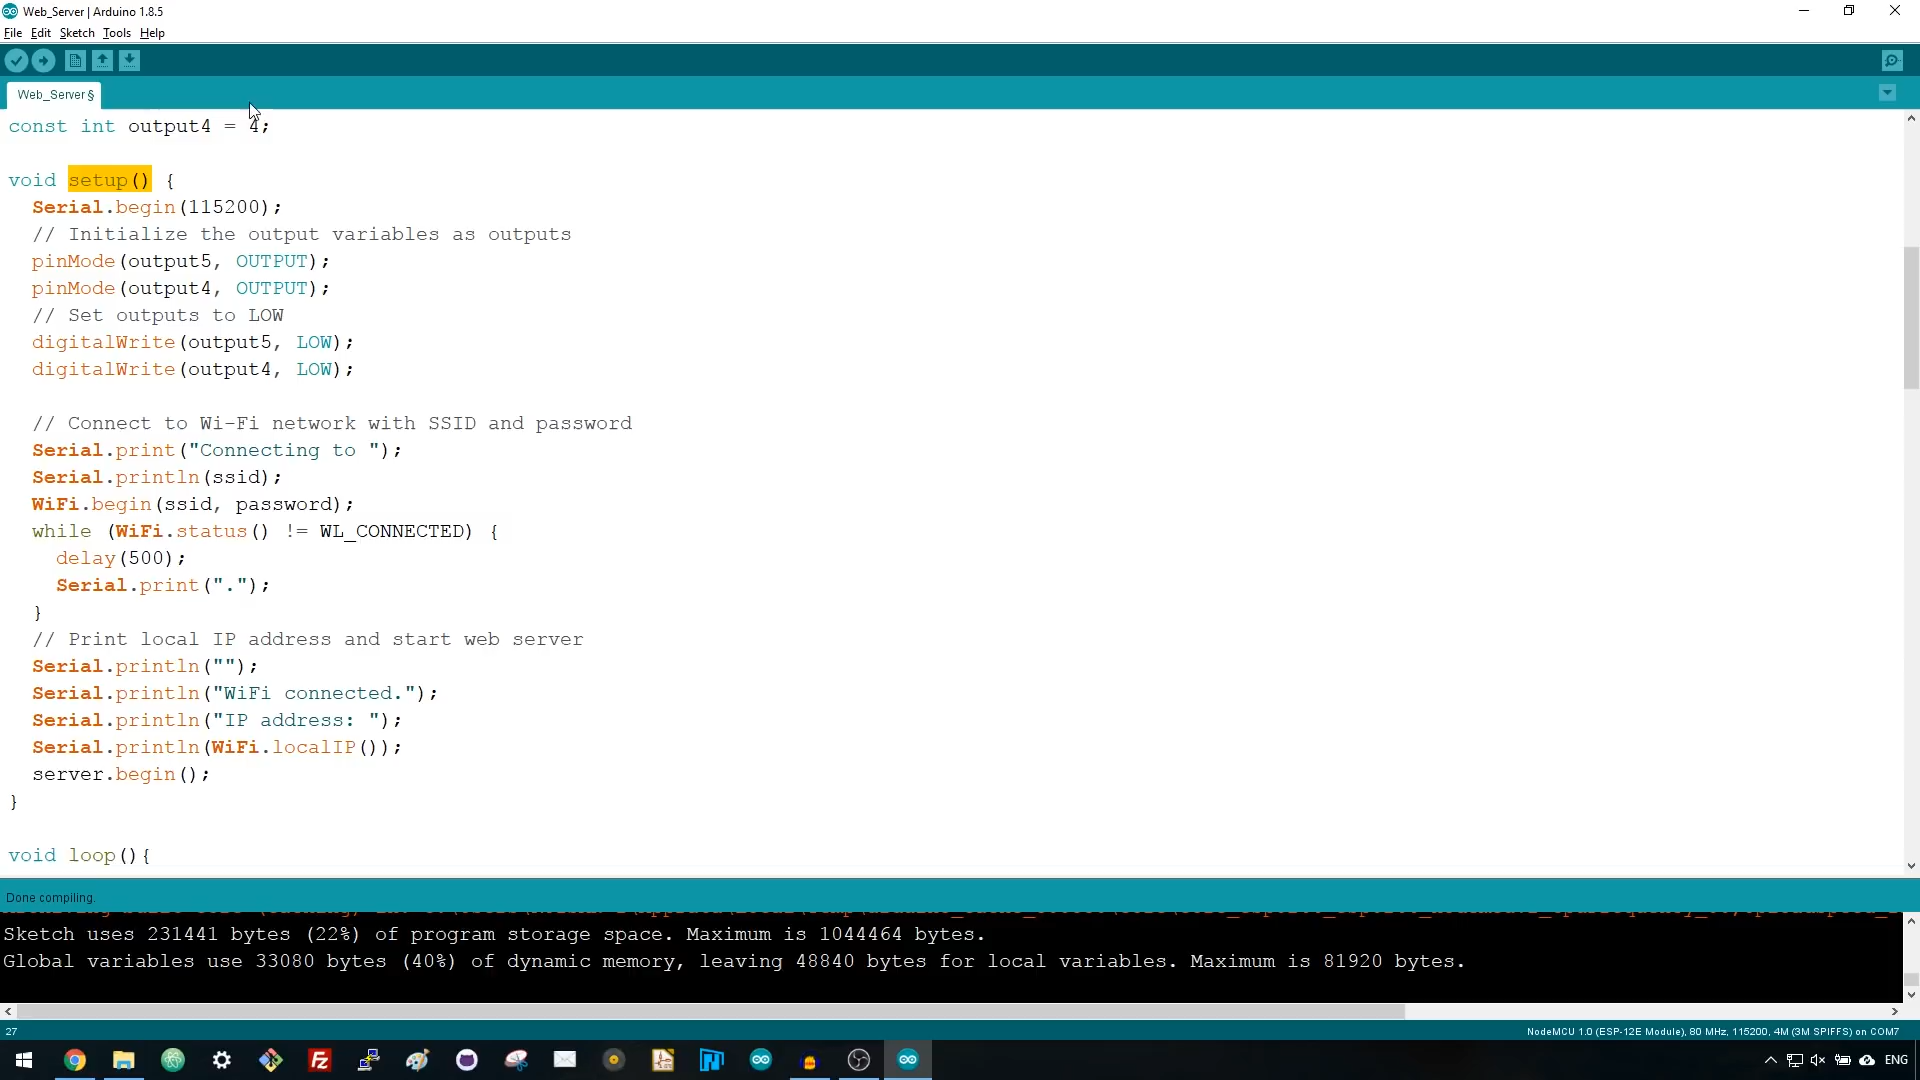 Web_Server | Arduino 1.8.5
File Edit Sketch Tools Help
Web_Server §
const int output4 = 4;
void setup() {
Serial.begin(115200);
// Initialize the output variables as outputs
pinMode(output5, OUTPUT);
pinMode(output4, OUTPUT);
// Set outputs to LOW
digitalWrite(output5, LOW);
digitalWrite(output4, LOW);
// Connect to Wi-Fi network with SSID and password
Serial.print("Connecting to ");
Serial.println(ssid);
WiFi.begin(ssid, password);
while (WiFi.status() != WL_CONNECTED) {
delay(500);
Serial.print(".");
}
// Print local IP address and start web server
Serial.println("");
Serial.println("WiFi connected.");
Serial.println("IP address: ");
Serial.println(WiFi.localIP());
server.begin();
}
void loop(){
Done compiling.
Sketch uses 231441 bytes (22%) of program storage space. Maximum is 1044464 bytes.
Global variables use 33080 bytes (40%) of dynamic memory, leaving 48840 bytes for local variables. Maximum is 81920 bytes.
27
NodeMCU 1.0 (ESP-12E Module), 80 MHz, 115200, 4M (3M SPIFFS) on COM7
ENG